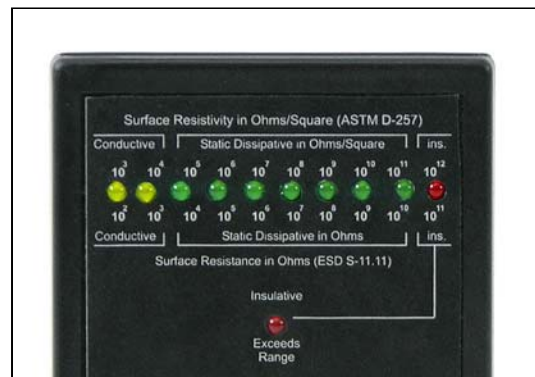 Surface Resistivity in Ohms/Square (ASTM D-257)
Conductive Static Dissipative in Ohms/Square ins.
10³ 10⁴ 10⁵ 10⁶ 10⁷ 10⁸ 10⁹ 10¹⁰ 10¹¹ 10¹²
10² 10³ 10⁴ 10⁵ 10⁶ 10⁷ 10⁸ 10⁹ 10¹⁰ 10¹¹
Conductive Static Dissipative in Ohms ins.
Surface Resistance in Ohms (ESD S-11.11)
Insulative
Exceeds
Range